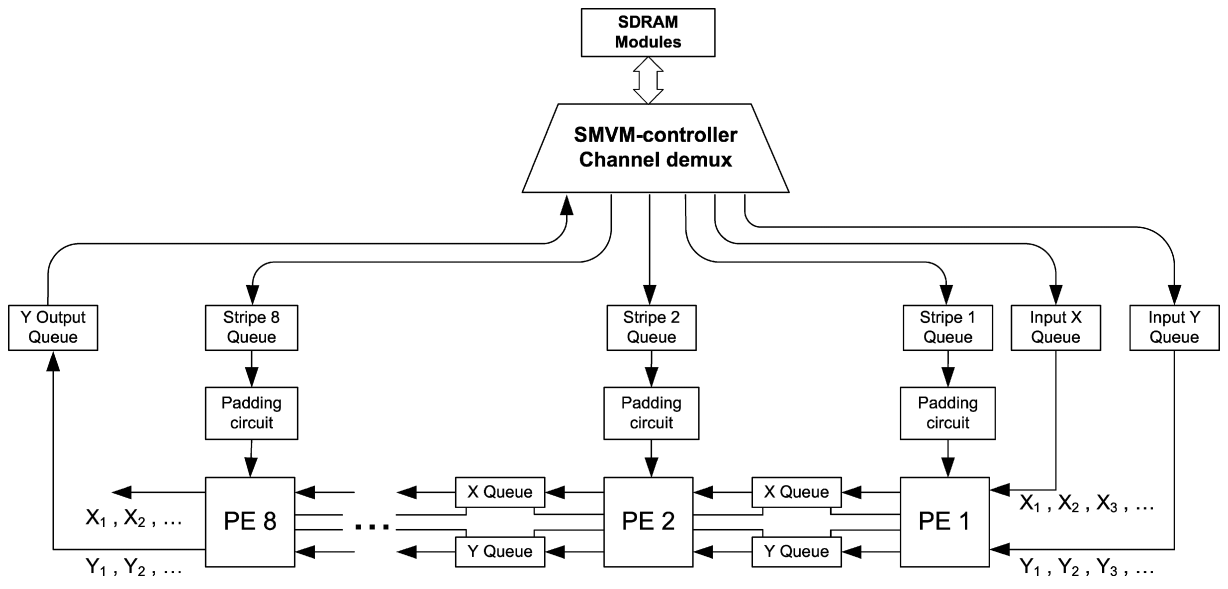 SDRAM
Modules
SMVM-controller
Channel demux
Y Output
Queue
Stripe 8
Queue
Stripe 2
Queue
Stripe 1
Queue
Input X
Queue
Input Y
Queue
Padding
circuit
Padding
circuit
Padding
circuit
PE 8
...
X Queue
Y Queue
PE 2
X Queue
Y Queue
PE 1
X₁ , X₂ , ...
Y₁ , Y₂ , ...
X₁ , X₂ , X₃ , ...
Y₁ , Y₂ , Y₃ , ...